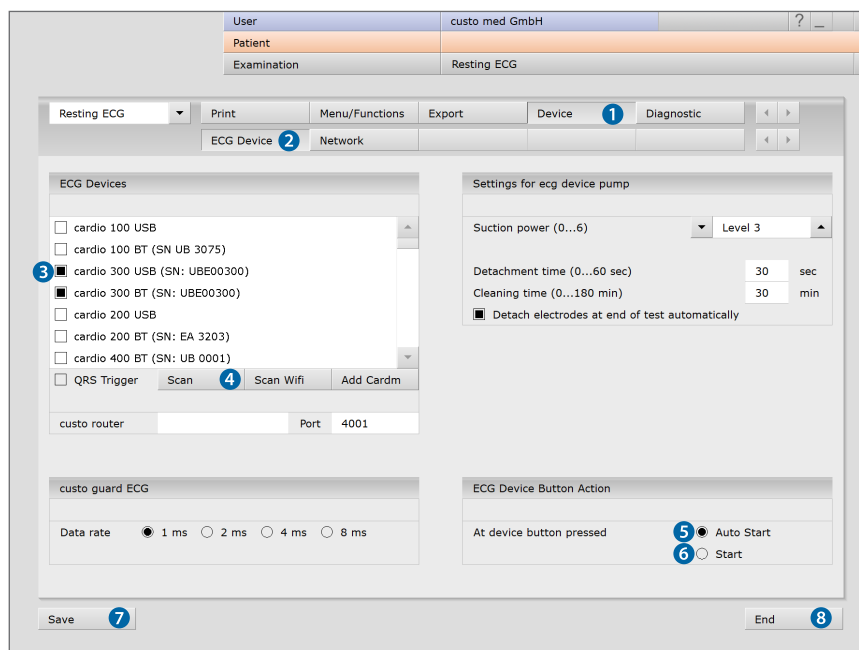 User custo med GmbH ? _
Patient
Examination Resting ECG
Resting ECG Print Menu/Functions Export Device 1 Diagnostic
ECG Device 2 Network
ECG Devices
cardio 100 USB
cardio 100 BT (SN UB 3075)
3 cardio 300 USB (SN: UBE00300)
cardio 300 BT (SN: UBE00300)
cardio 200 USB
cardio 200 BT (SN: EA 3203)
cardio 400 BT (SN: UB 0001)
QRS Trigger Scan 4 Scan Wifi Add Cardm
custo router Port 4001
Settings for ecg device pump
Suction power (0...6) Level 3
Detachment time (0...60 sec) 30 sec
Cleaning time (0...180 min) 30 min
Detach electrodes at end of test automatically
custo guard ECG
Data rate 1 ms 2 ms 4 ms 8 ms
ECG Device Button Action
At device button pressed 5 Auto Start
6 Start
Save 7 End 8